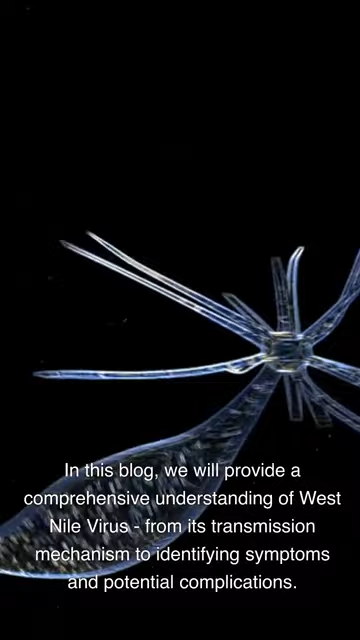 In this blog, we will provide a
comprehensive understanding of West
Nile Virus - from its transmission
mechanism to identifying symptoms
and potential complications.